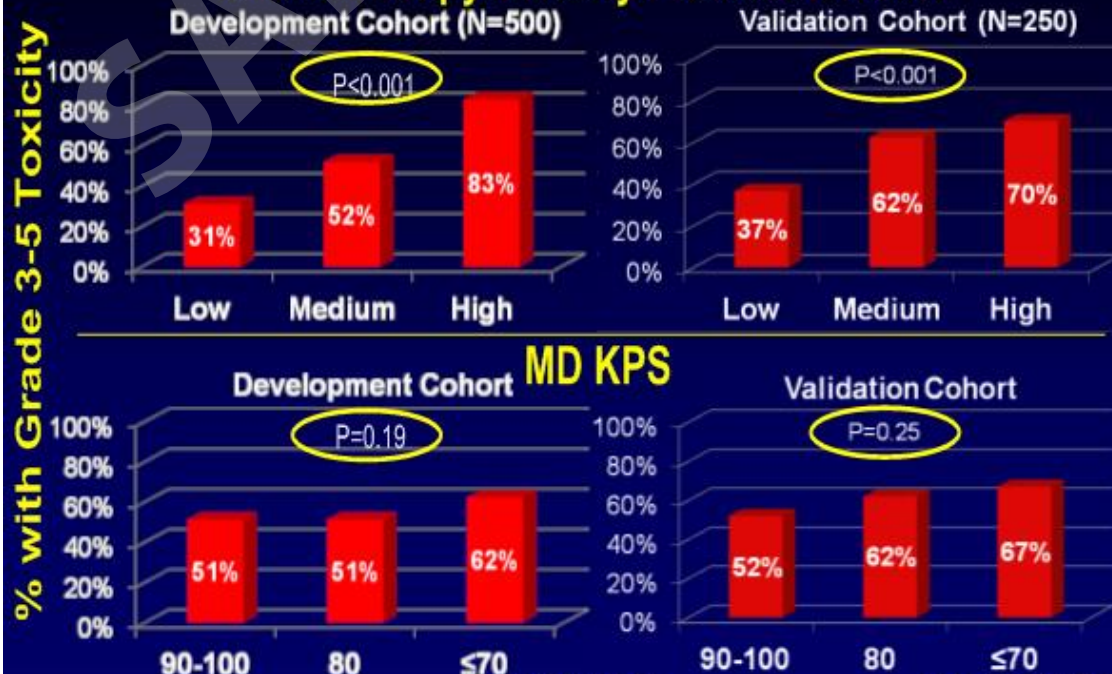 Development Cohort (N=500)
Validation Cohort (N=250)
% with Grade 3-5 Toxicity
P<0.001
100%
80%
60%
40%
20%
0%
31%
52%
83%
Low Medium High
P<0.001
100%
80%
60%
40%
20%
0%
37%
62%
70%
Low Medium High
MD KPS
Development Cohort
Validation Cohort
P=0.19
100%
80%
60%
40%
20%
0%
51%
51%
62%
90-100 80 ≤70
P=0.25
100%
80%
60%
40%
20%
0%
52%
62%
67%
90-100 80 ≤70